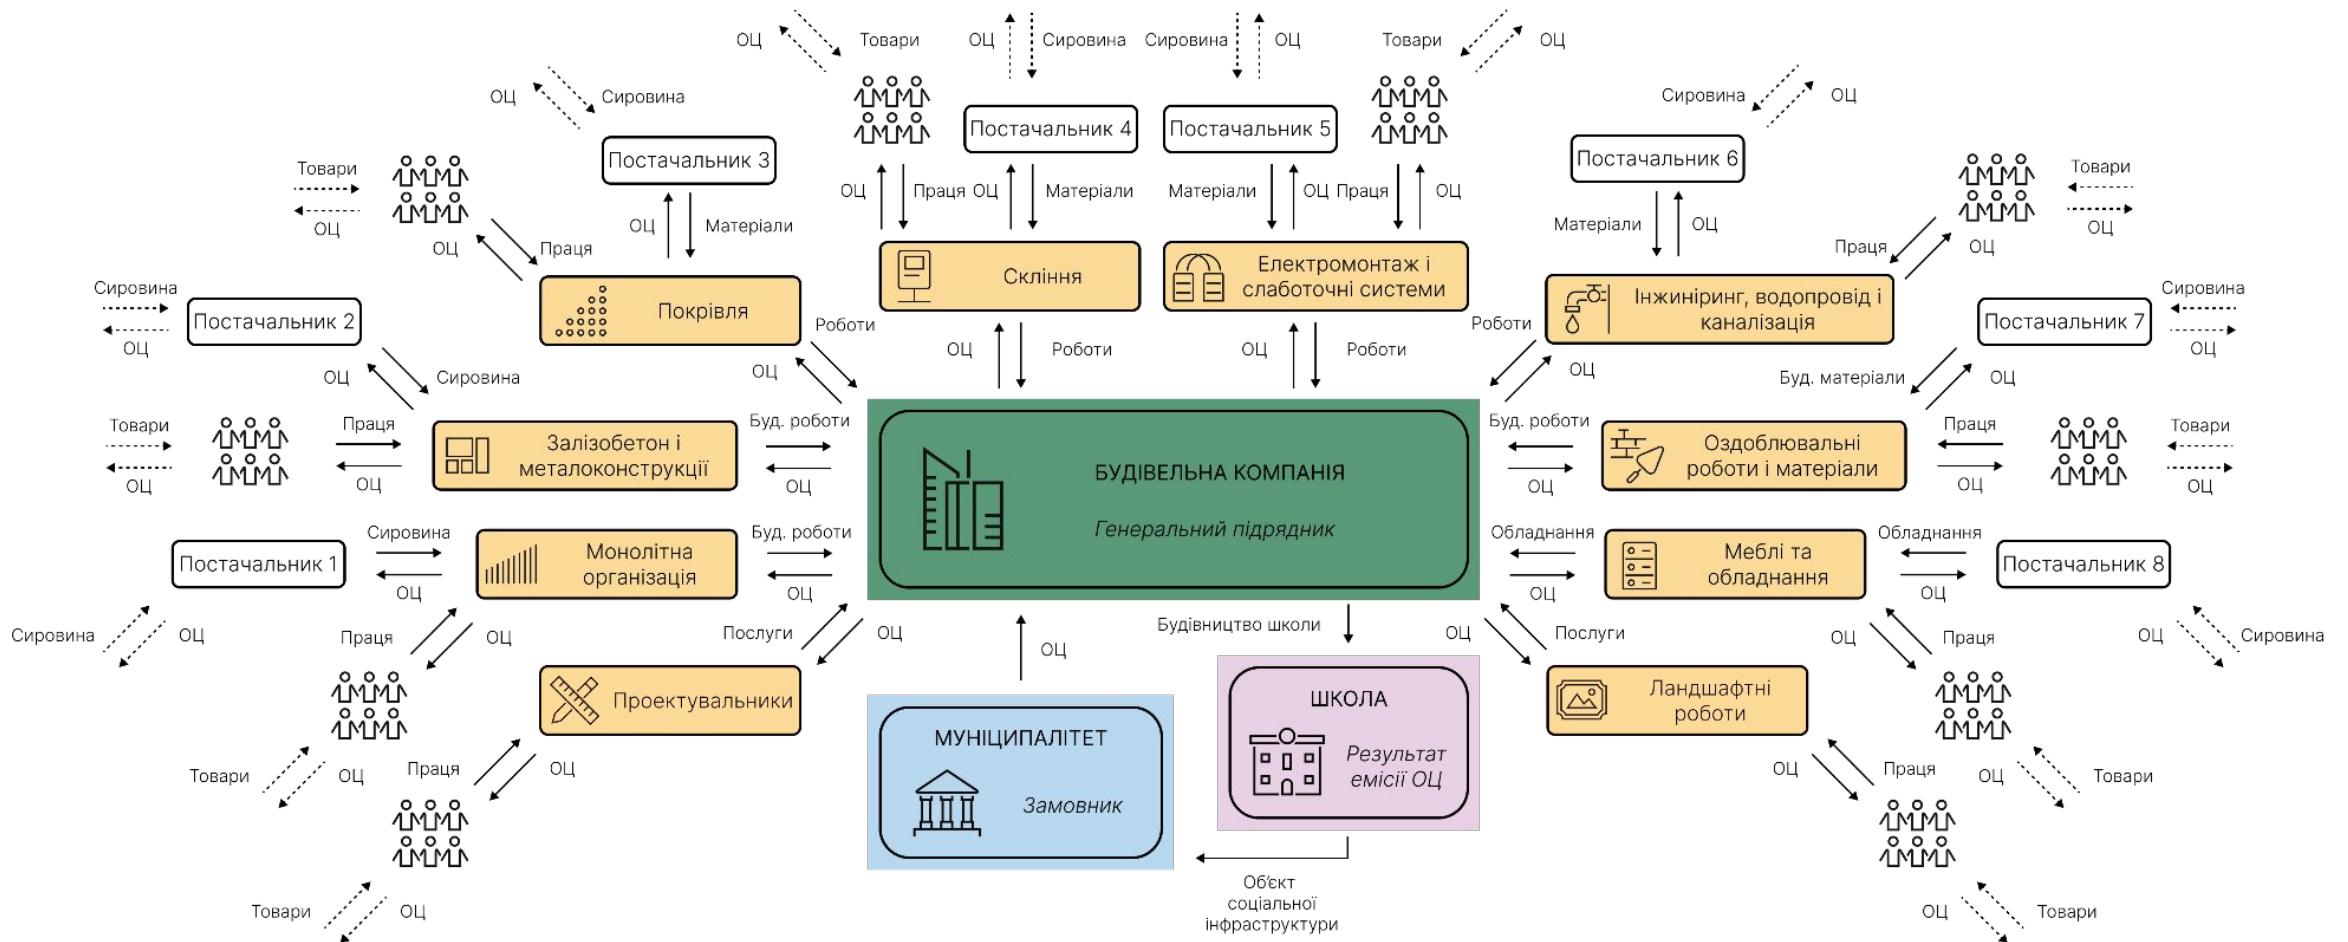 ОЦ
Товари
ОЦ
Сировина
Сировина
ОЦ
Товари
ОЦ
ОЦ
Сировина
Сировина
ОЦ
Постачальник 4
Постачальник 5
Постачальник 3
Постачальник 6
Товари
ОЦ
Товари
ОЦ
ОЦ
Праця
ОЦ
Матеріали
Матеріали
ОЦ
Праця
ОЦ
ОЦ
Праця
ОЦ
Матеріали
Матеріали
ОЦ
Праця
ОЦ
Скління
Електромонтаж і
слаботочні системи
Покрівля
Інжиніринг, водопровід і
каналізація
Сировина
ОЦ
Постачальник 2
Постачальник 7
Сировина
ОЦ
Роботи
ОЦ
ОЦ
Роботи
ОЦ
Роботи
Роботи
ОЦ
ОЦ
Сировина
Буд. матеріали
ОЦ
Товари
ОЦ
Праця
ОЦ
Залізобетон і
металоконструкції
Буд. роботи
ОЦ
БУДІВЕЛЬНА КОМПАНІЯ
Генеральний підрядник
Буд. роботи
ОЦ
Оздоблювальні
роботи і матеріали
Праця
ОЦ
Товари
ОЦ
Постачальник 1
Сировина
ОЦ
Монолітна
організація
Буд. роботи
ОЦ
Обладнання
ОЦ
Меблі та
обладнання
Обладнання
ОЦ
Постачальник 8
Сировина
ОЦ
Праця
ОЦ
Послуги
ОЦ
ОЦ
Будівництво школи
ОЦ
Послуги
ОЦ
Праця
ОЦ
Сировина
Проектувальники
МУНІЦИПАЛІТЕТ
Замовник
ШКОЛА
Результат
емісії ОЦ
Ландшафтні
роботи
Товари
ОЦ
Праця
ОЦ
ОЦ
Праця
ОЦ
Товари
Товари
ОЦ
Об'єкт
соціальної
інфраструктури
ОЦ
Товари